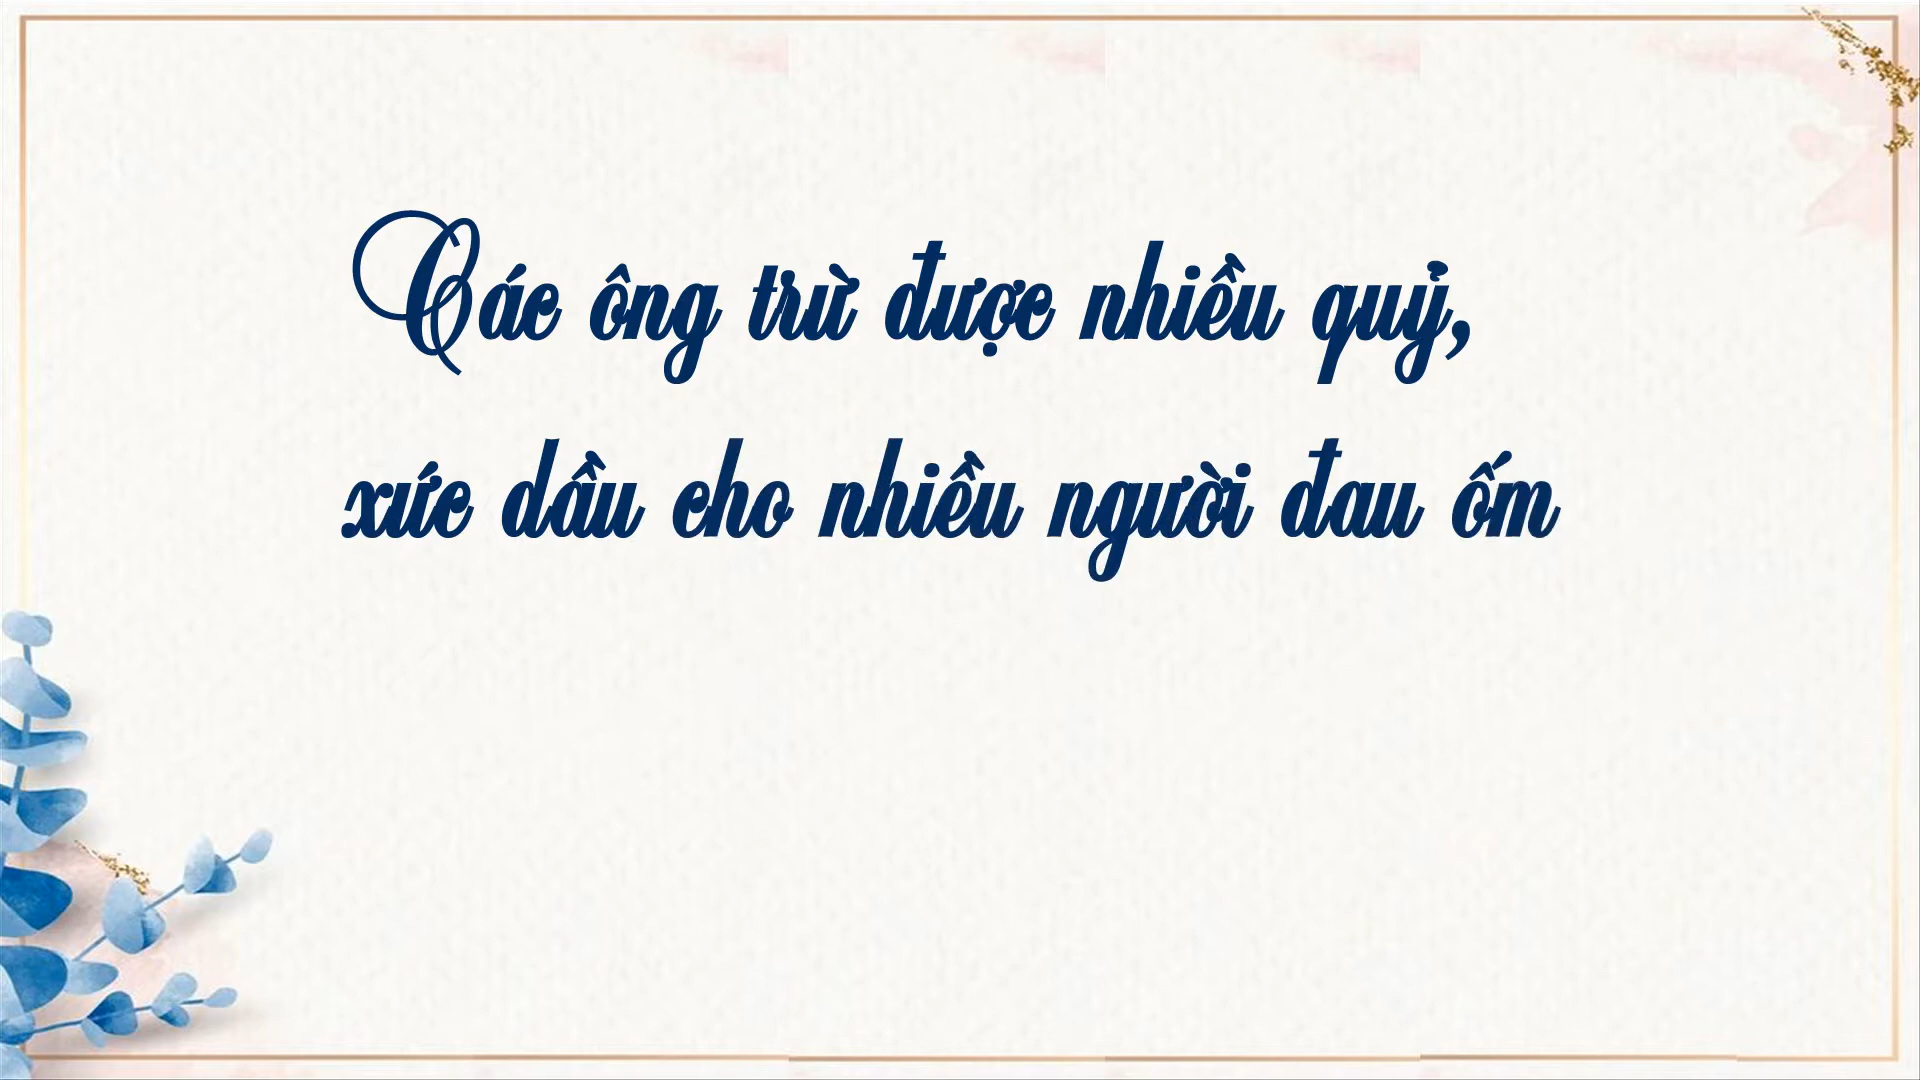 Các ông trừ được nhiều quỷ,
xức dầu cho nhiều người đau ốm